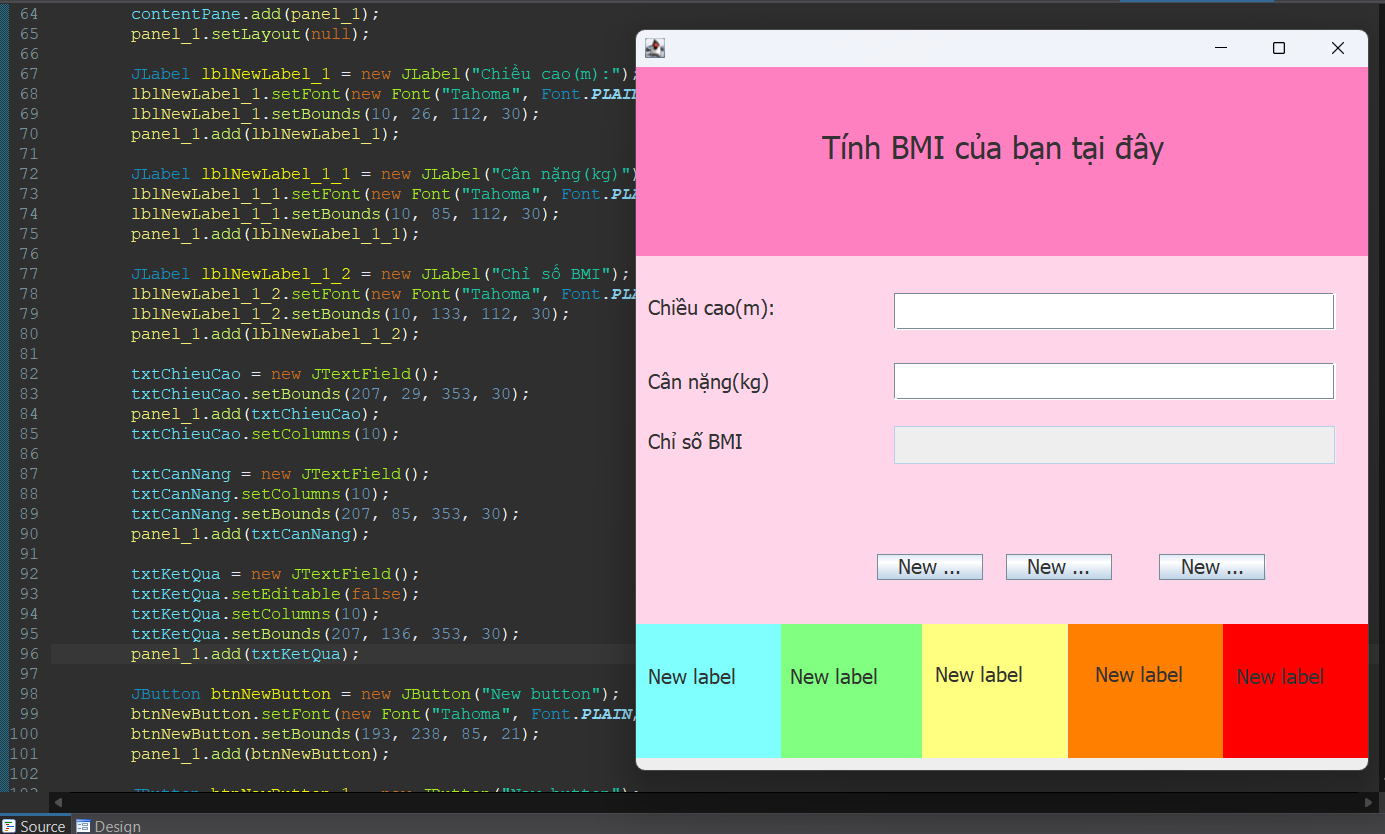 64 contentPane.add(panel_1);
65 panel_1.setLayout(null);
66
67 JLabel lblNewLabel_1 = new JLabel("Chiều cao(m):");
68 lblNewLabel_1.setFont(new Font("Tahoma", Font.PLAIN
69 lblNewLabel_1.setBounds(10, 26, 112, 30);
70 panel_1.add(lblNewLabel_1);
71
72 JLabel lblNewLabel_1_1 = new JLabel("Cân nặng(kg)")
73 lblNewLabel_1_1.setFont(new Font("Tahoma", Font.PLA
74 lblNewLabel_1_1.setBounds(10, 85, 112, 30);
75 panel_1.add(lblNewLabel_1_1);
76
77 JLabel lblNewLabel_1_2 = new JLabel("Chỉ số BMI");
78 lblNewLabel_1_2.setFont(new Font("Tahoma", Font.PLA
79 lblNewLabel_1_2.setBounds(10, 133, 112, 30);
80 panel_1.add(lblNewLabel_1_2);
81
82 txtChieuCao = new JTextField();
83 txtChieuCao.setBounds(207, 29, 353, 30);
84 panel_1.add(txtChieuCao);
85 txtChieuCao.setColumns(10);
86
87 txtCanNang = new JTextField();
88 txtCanNang.setColumns(10);
89 txtCanNang.setBounds(207, 85, 353, 30);
90 panel_1.add(txtCanNang);
91
92 txtKetQua = new JTextField();
93 txtKetQua.setEditable(false);
94 txtKetQua.setColumns(10);
95 txtKetQua.setBounds(207, 136, 353, 30);
96 panel_1.add(txtKetQua);
97
98 JButton btnNewButton = new JButton("New button");
99 btnNewButton.setFont(new Font("Tahoma", Font.PLAIN,
100 btnNewButton.setBounds(193, 238, 85, 21);
101 panel_1.add(btnNewButton);
102
Source Design
Tính BMI của bạn tại đây
Chiều cao(m):
Cân nặng(kg)
Chỉ số BMI
New ... New ... New ...
New label New label New label New label New label